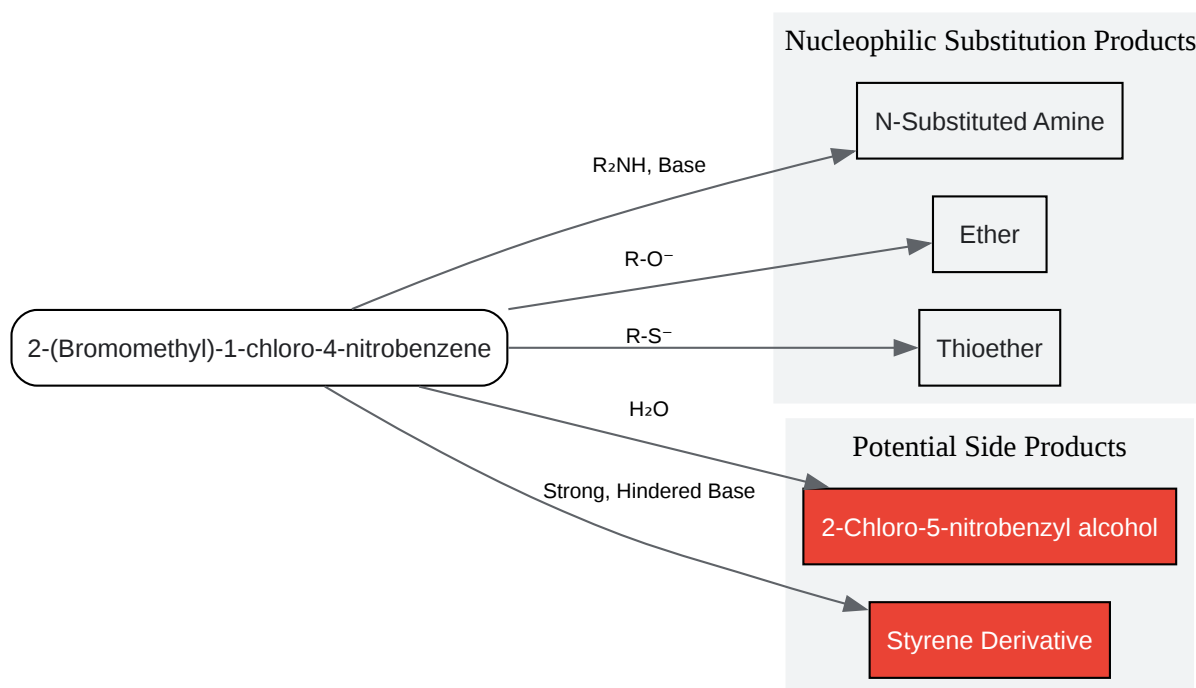 Nucleophilic Substitution Products
N-Substituted Amine
R₂NH, Base
Ether
R-O⁻
R-S⁻
2-(Bromomethyl)-1-chloro-4-nitrobenzene
Thioether
H₂O
Potential Side Products
Strong, Hindered Base
2-Chloro-5-nitrobenzyl alcohol
Styrene Derivative